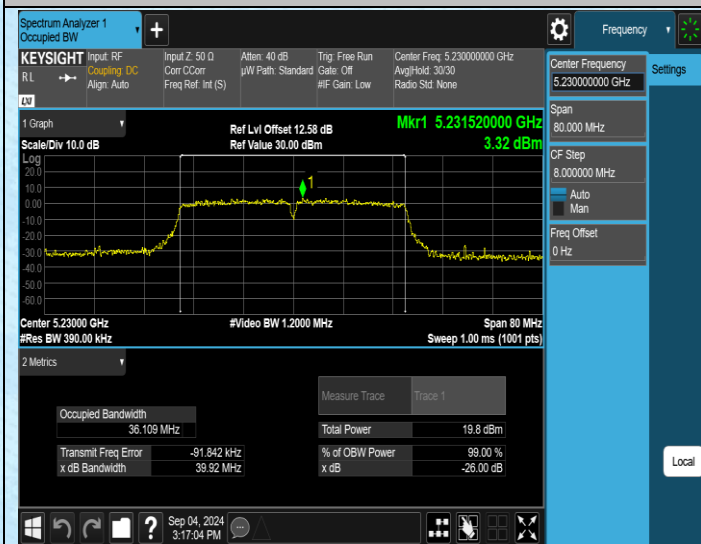 Spectrum Analyzer 1
Occupied BW
+
Frequency
KEYSIGHT
RL
LXI
Input: RF
Coupling: DC
Align: Auto
Input Z: 50 Ω
Corr CCorr
Freq Ref: Int (S)
Atten: 40 dB
µW Path: Standard
Trig: Free Run
Gate: Off
#IF Gain: Low
Center Freq: 5.230000000 GHz
Avg|Hold: 30/30
Radio Std: None
Center Frequency
5.230000000 GHz
Settings
Span
80.000 MHz
CF Step
8.000000 MHz
Auto
Man
Freq Offset
0 Hz
1 Graph
Scale/Div 10.0 dB
Ref Lvl Offset 12.58 dB
Ref Value 30.00 dBm
Mkr1 5.231520000 GHz
3.32 dBm
Log
20.0
10.0
0.00
-10.0
-20.0
-30.0
-40.0
-50.0
-60.0
1
Center 5.23000 GHz
#Res BW 390.00 kHz
#Video BW 1.2000 MHz
Span 80 MHz
Sweep 1.00 ms (1001 pts)
2 Metrics
Measure Trace
Trace 1
Occupied Bandwidth
36.109 MHz
Total Power
19.8 dBm
Transmit Freq Error
-91.842 kHz
% of OBW Power
99.00 %
x dB Bandwidth
39.92 MHz
x dB
-26.00 dB
Local
?
Sep 04, 2024
3:17:04 PM